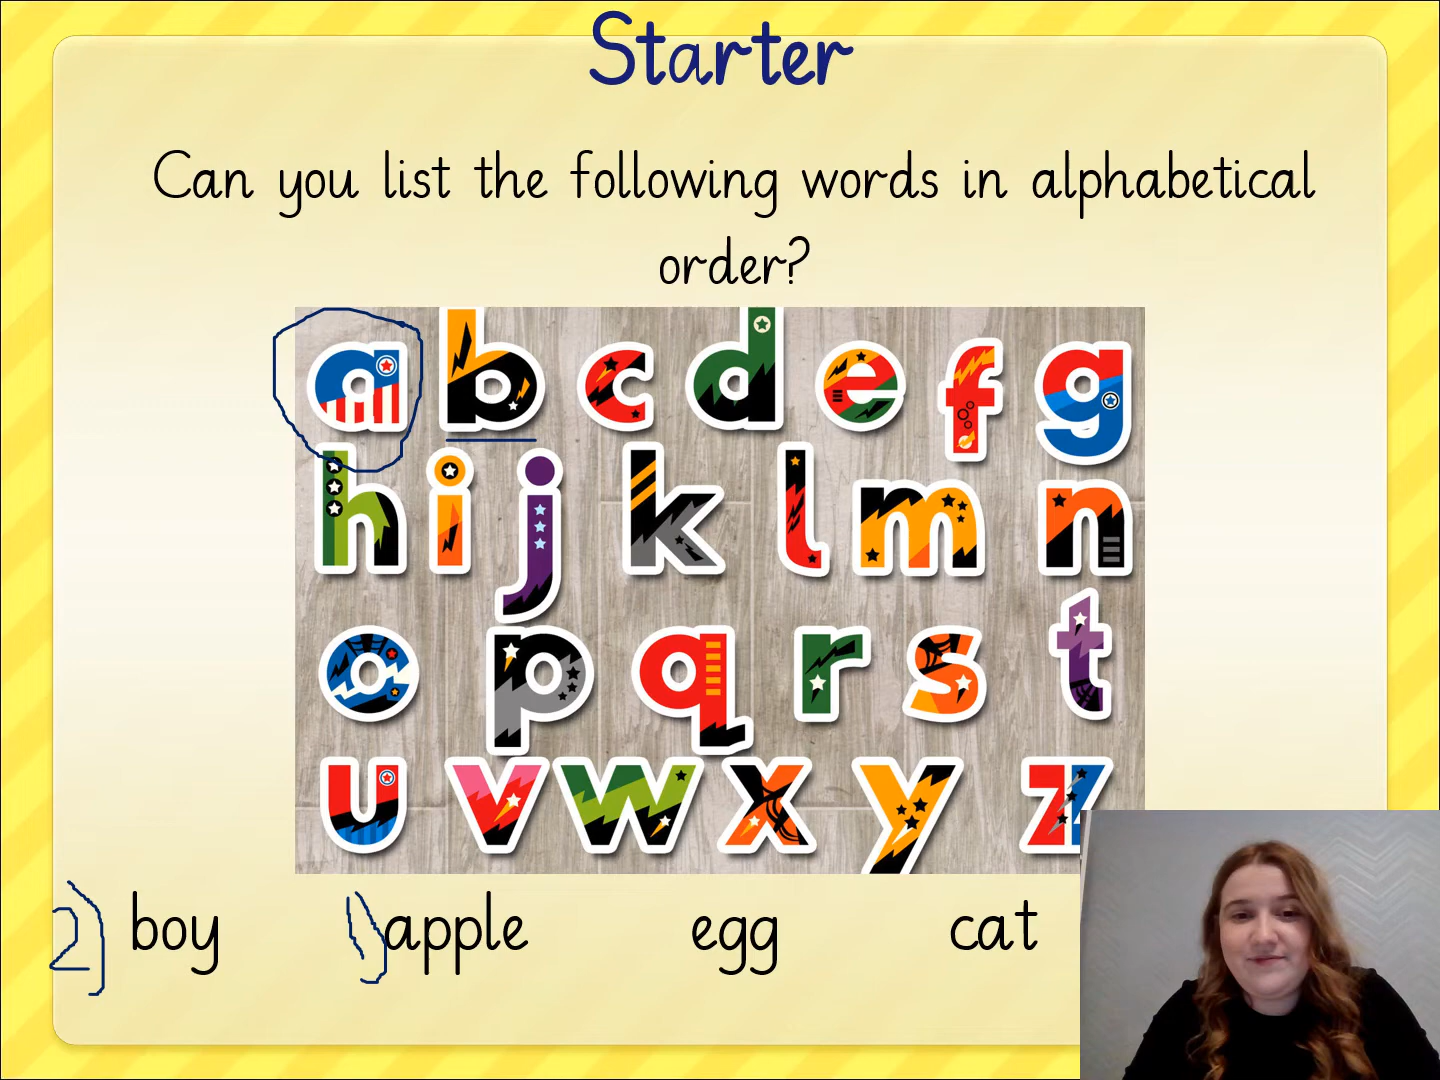 Starter
Can you list the following words in alphabetical
order?
a b c d e f g
h i j k l m n
o p q r s t
u v w x y z
2) boy 1) apple egg cat